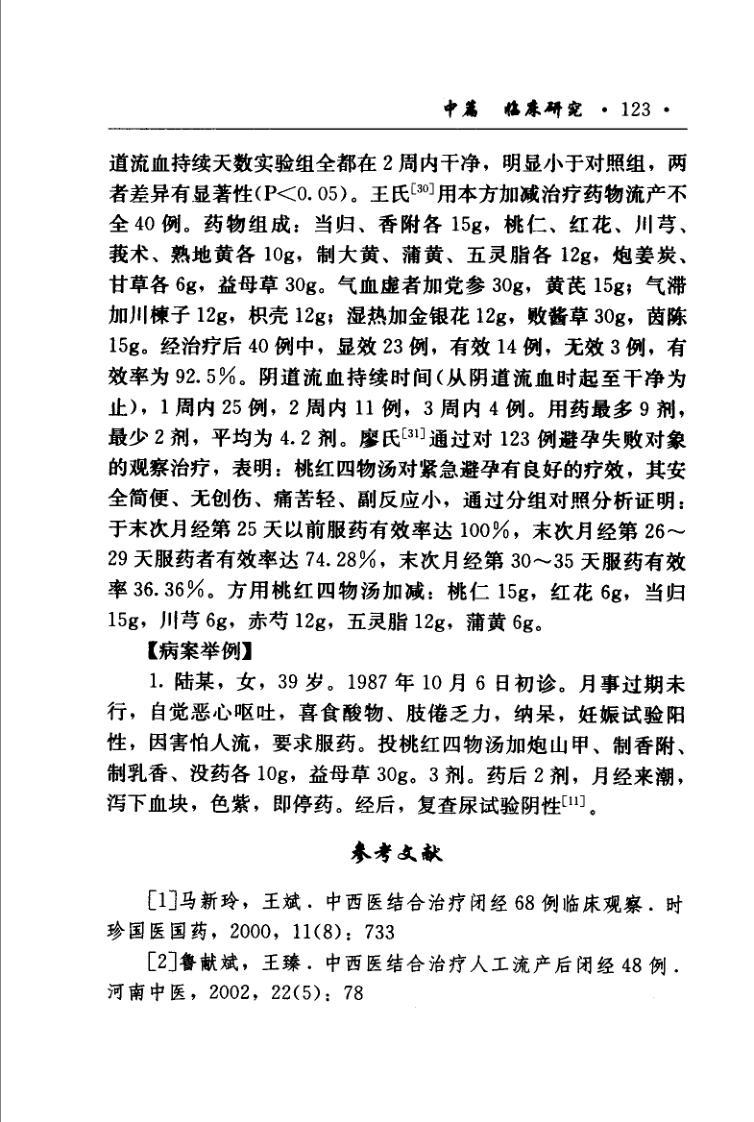 中篇 临床研究 · 123 ·
道流血持续天数实验组全都在 2 周内干净，明显小于对照组，两
者差异有显著性(P<0.05)。王氏[30]用本方加减治疗药物流产不
全 40 例。药物组成：当归、香附各 15g，桃仁、红花、川芎、
莪术、熟地黄各 10g，制大黄、蒲黄、五灵脂各 12g，炮姜炭、
甘草各 6g，益母草 30g。气血虚者加党参 30g，黄芪 15g；气滞
加川楝子 12g，枳壳 12g；湿热加金银花 12g，败酱草 30g，茵陈
15g。经治疗后 40 例中，显效 23 例，有效 14 例，无效 3 例，有
效率为 92.5%。阴道流血持续时间(从阴道流血时起至干净为
止)，1 周内 25 例，2 周内 11 例，3 周内 4 例。用药最多 9 剂，
最少 2 剂，平均为 4.2 剂。廖氏[31]通过对 123 例避孕失败对象
的观察治疗，表明：桃红四物汤对紧急避孕有良好的疗效，其安
全简便、无创伤、痛苦轻、副反应小，通过分组对照分析证明：
于末次月经第 25 天以前服药有效率达 100%，末次月经第 26～
29 天服药者有效率达 74.28%，末次月经第 30～35 天服药有效
率 36.36%。方用桃红四物汤加减：桃仁 15g，红花 6g，当归
15g，川芎 6g，赤芍 12g，五灵脂 12g，蒲黄 6g。
【病案举例】
1. 陆某，女，39 岁。1987 年 10 月 6 日初诊。月事过期未
行，自觉恶心呕吐，喜食酸物、肢倦乏力，纳呆，妊娠试验阳
性，因害怕人流，要求服药。投桃红四物汤加炮山甲、制香附、
制乳香、没药各 10g，益母草 30g。3 剂。药后 2 剂，月经来潮，
泻下血块，色紫，即停药。经后，复查尿试验阴性[11]。
参考文献
[1]马新玲，王斌．中西医结合治疗闭经 68 例临床观察．时
珍国医国药，2000，11(8)：733
[2]鲁献斌，王臻．中西医结合治疗人工流产后闭经 48 例．
河南中医，2002，22(5)：78